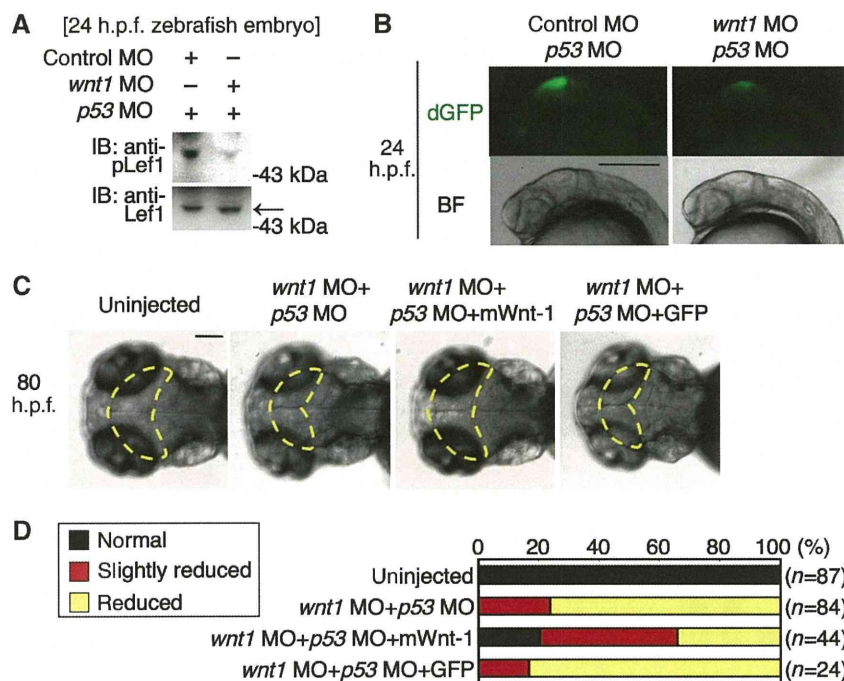 A [24 h.p.f. zebrafish embryo]
Control MO + −
wnt1 MO − +
p53 MO + +
IB: anti-
pLef1
-43 kDa
IB: anti-
Lef1
←
-43 kDa
B
Control MO
p53 MO
wnt1 MO
p53 MO
dGFP
24
h.p.f.
BF
C
Uninjected
wnt1 MO+
p53 MO
wnt1 MO+
p53 MO+mWnt-1
wnt1 MO+
p53 MO+GFP
80
h.p.f.
D
Normal
Slightly reduced
Reduced
0 20 40 60 80 100 (%)
Uninjected (n=87)
wnt1 MO+p53 MO (n=84)
wnt1 MO+p53 MO+mWnt-1 (n=44)
wnt1 MO+p53 MO+GFP (n=24)